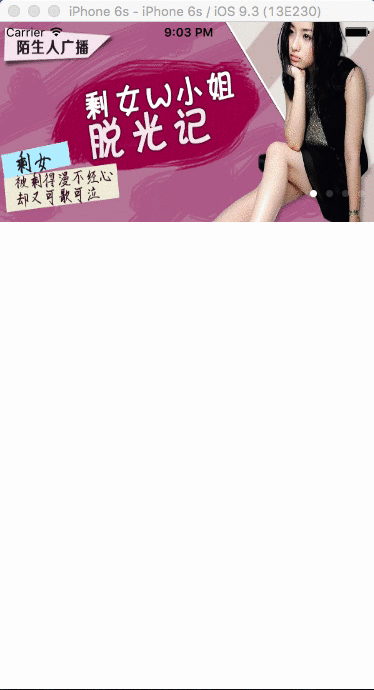 iPhone 6s - iPhone 6s / iOS 9.3 (13E230)
Carrier 9:03 PM
陌生人广播
剩女W小姐
脱光记
剩女
被剩得漫不经心
却又可歌可泣